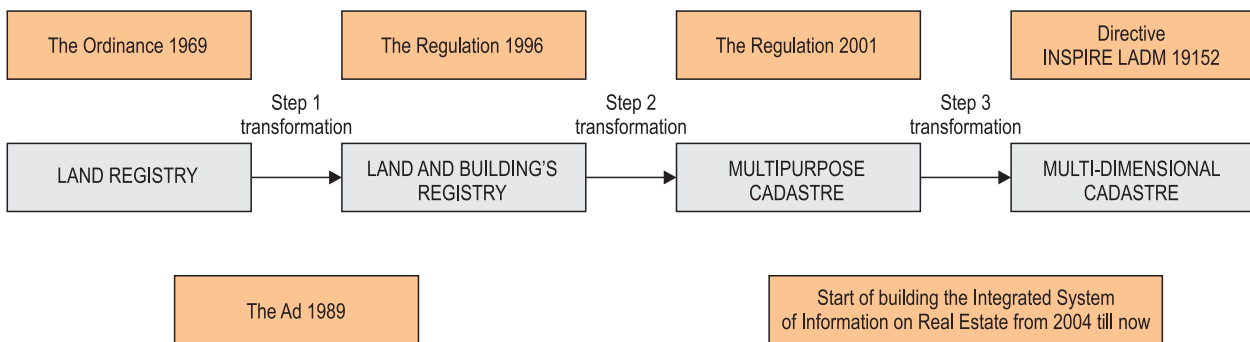 The Ordinance 1969
The Regulation 1996
The Regulation 2001
Directive
INSPIRE LADM 19152
Step 1
transformation
Step 2
transformation
Step 3
transformation
LAND REGISTRY
LAND AND BUILDING'S
REGISTRY
MULTIPURPOSE
CADASTRE
MULTI-DIMENSIONAL
CADASTRE
The Ad 1989
Start of building the Integrated System
of Information on Real Estate from 2004 till now